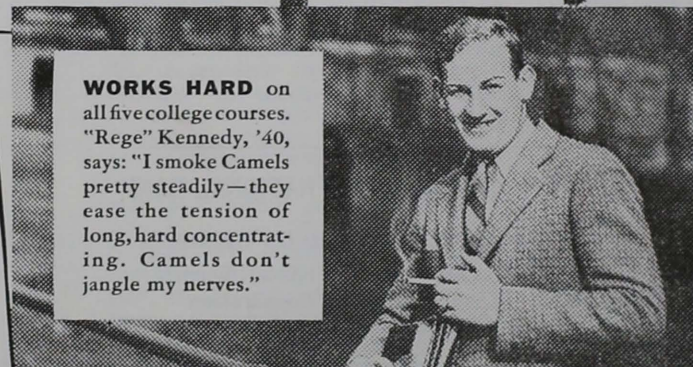 WORKS HARD on
all five college courses.
"Rege" Kennedy, '40,
says: "I smoke Camels
pretty steadily—they
ease the tension of
long, hard concentrat-
ing. Camels don't
jangle my nerves."